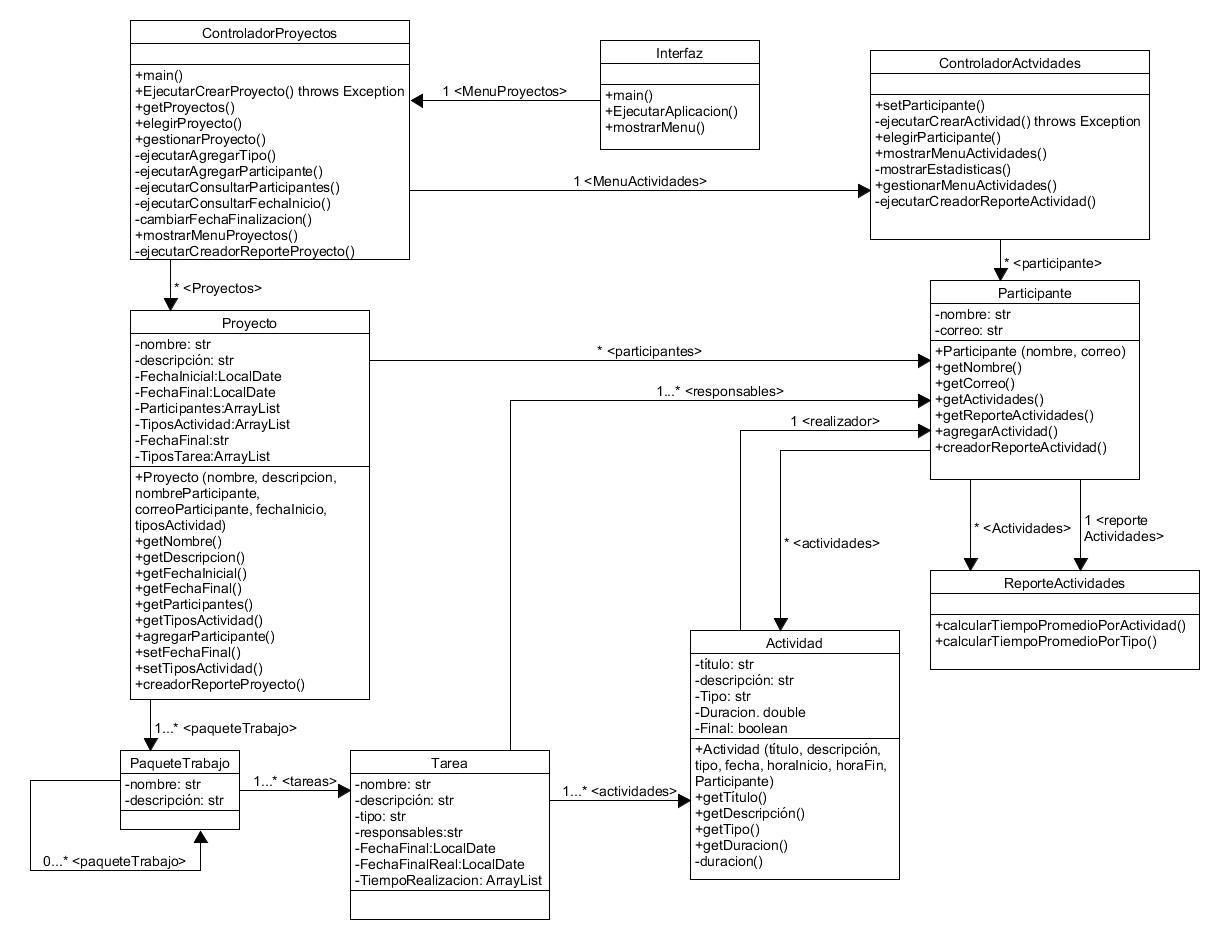 ControladorProyectos
+main()
+EjecutarCrearProyecto() throws Exception
+getProyectos()
+elegirProyecto()
+gestionarProyecto()
-ejecutarAgregarTipo()
-ejecutarAgregarParticipante()
-ejecutarConsultarParticipantes()
-ejecutarConsultarFechaInicio()
-cambiarFechaFinalizacion()
+mostrarMenuProyectos()
-ejecutarCreadorReporteProyecto()
1 <MenuProyectos>
Interfaz
+main()
+EjecutarAplicacion()
+mostrarMenu()
1 <MenuActividades>
ControladorActvidades
+setParticipante()
-ejecutarCrearActividad() throws Exception
+elegirParticipante()
+mostrarMenuActividades()
-mostrarEstadisticas()
+gestionarMenuActividades()
-ejecutarCreadorReporteActividad()
* <participante>
* <Proyectos>
Proyecto
-nombre: str
-descripción: str
-FechaInicial:LocalDate
-FechaFinal:LocalDate
-Participantes:ArrayList
-TiposActividad:ArrayList
-FechaFinal:str
-TiposTarea:ArrayList
+Proyecto (nombre, descripcion,
nombreParticipante,
correoParticipante, fechaInicio,
tiposActividad)
+getNombre()
+getDescripcion()
+getFechaInicial()
+getFechaFinal()
+getParticipantes()
+getTiposActividad()
+agregarParticipante()
+setFechaFinal()
+setTiposActividad()
+creadorReporteProyecto()
* <participantes>
1...* <responsables>
1 <realizador>
* <actividades>
Participante
-nombre: str
-correo: str
+Participante (nombre, correo)
+getNombre()
+getCorreo()
+getActividades()
+getReporteActividades()
+agregarActividad()
+creadorReporteActividad()
* <Actividades>
1 <reporte
Actividades>
ReporteActividades
+calcularTiempoPromedioPorActividad()
+calcularTiempoPromedioPorTipo()
Actividad
-título: str
-descripción: str
-Tipo: str
-Duracion. double
-Final: boolean
+Actividad (título, descripción,
tipo, fecha, horaInicio, horaFin,
Participante)
+getTítulo()
+getDescripción()
+getTipo()
+getDuracion()
-duracion()
1...* <paqueteTrabajo>
PaqueteTrabajo
-nombre: str
-descripción: str
0...* <paqueteTrabajo>
1...* <tareas>
Tarea
-nombre: str
-descripción: str
-tipo: str
-responsables:str
-FechaFinal:LocalDate
-FechaFinalReal:LocalDate
-TiempoRealizacion: ArrayList
1...* <actividades>